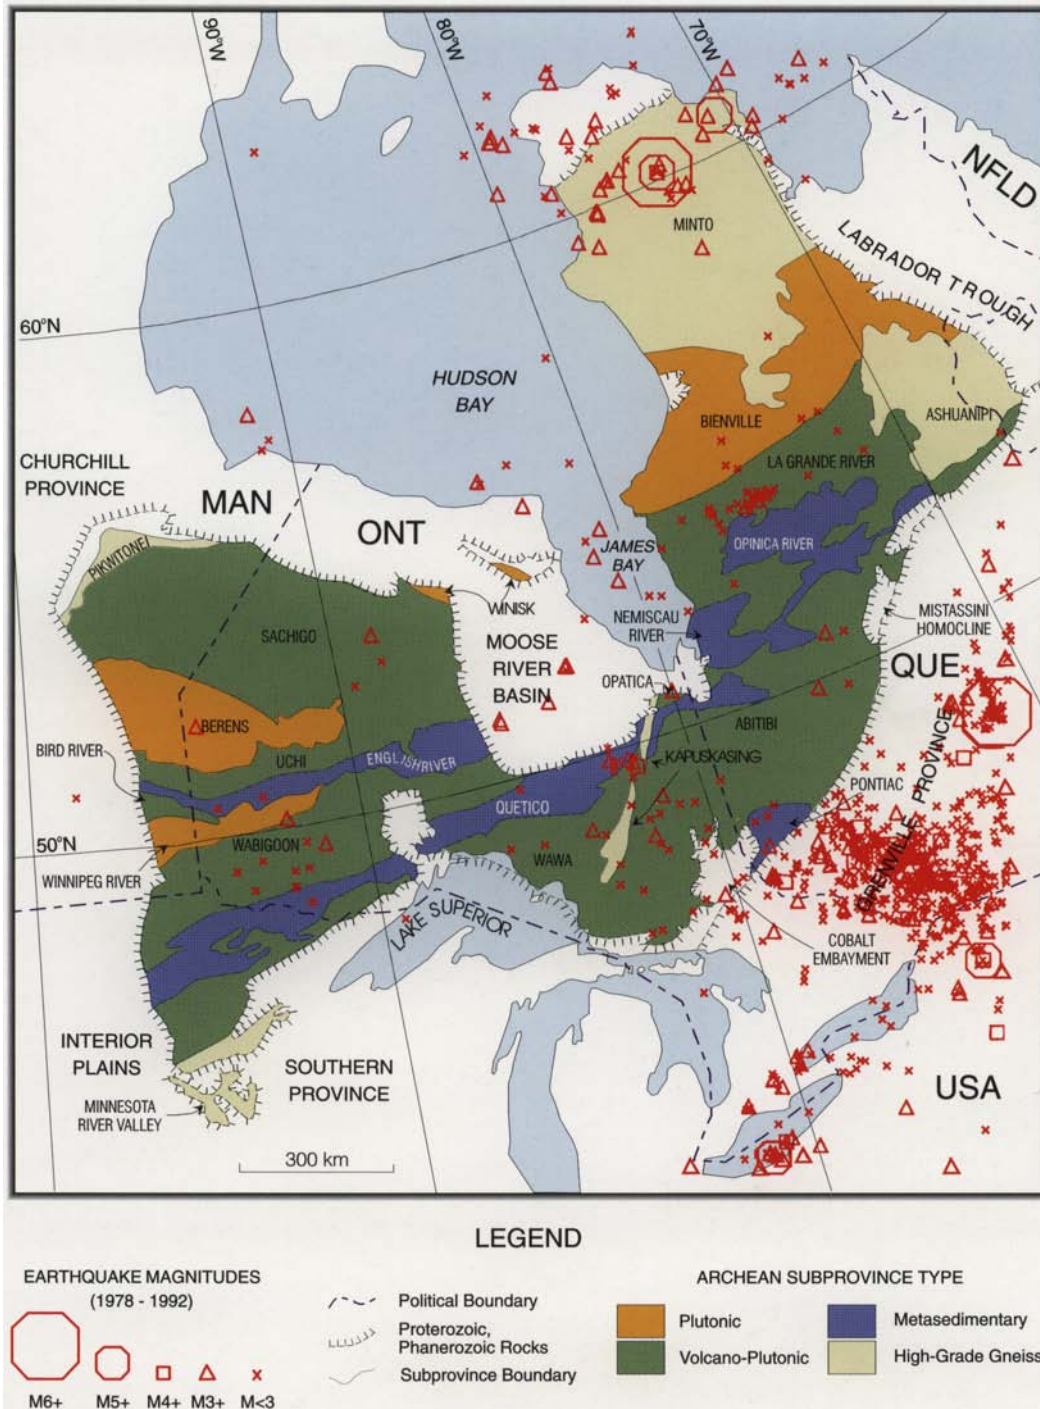 90°W
80°W
70°W
NFLD
MINTO
LABRADOR TROUGH
60°N
HUDSON
BAY
BIENVILLE
ASHUANIPI
CHURCHILL
PROVINCE
LA GRANDE RIVER
MAN
ONT
PIKWITONEI
OPINICA RIVER
JAMES
BAY
WINISK
NEMISCAU
RIVER
MISTASSINI
HOMOCLINE
SACHIGO
MOOSE
RIVER
BASIN
QUE
OPATICA
BERENS
ABITIBI
BIRD RIVER
UCHI
ENGLISH RIVER
KAPUSKASING
PONTIAC
GRENVILLE PROVINCE
QUETICO
50°N
WABIGOON
WAWA
WINNIPEG RIVER
LAKE SUPERIOR
COBALT
EMBAYMENT
INTERIOR
PLAINS
SOUTHERN
PROVINCE
USA
MINNESOTA
RIVER VALLEY
300 km
LEGEND
EARTHQUAKE MAGNITUDES
(1978 - 1992)
M6+ M5+ M4+ M3+ M<3
Political Boundary
Proterozoic,
Phanerozoic Rocks
Subprovince Boundary
ARCHEAN SUBPROVINCE TYPE
Plutonic
Metasedimentary
Volcano-Plutonic
High-Grade Gneiss